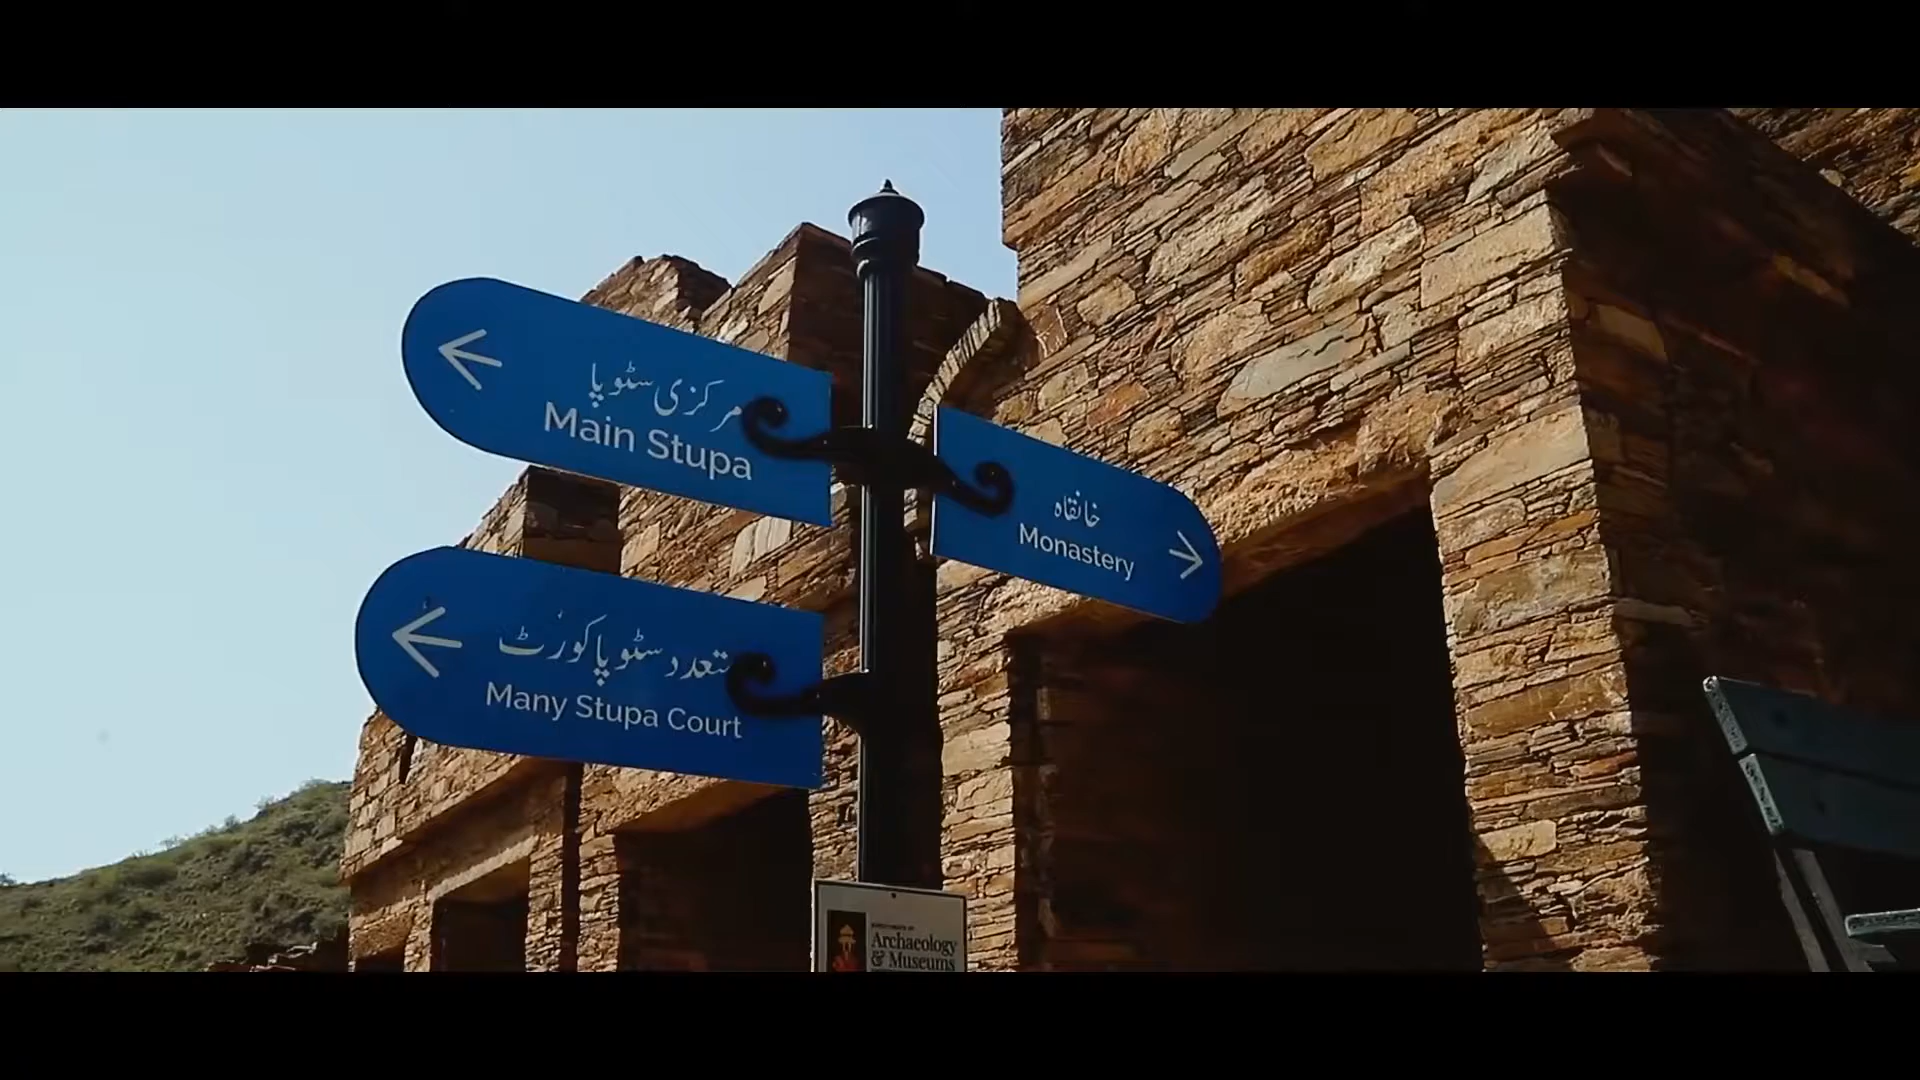 مرکزی سٹوپا
Main Stupa
خانقاہ
Monastery
متعدد سٹوپا کورٹ
Many Stupa Court
Archaeology
& Museums